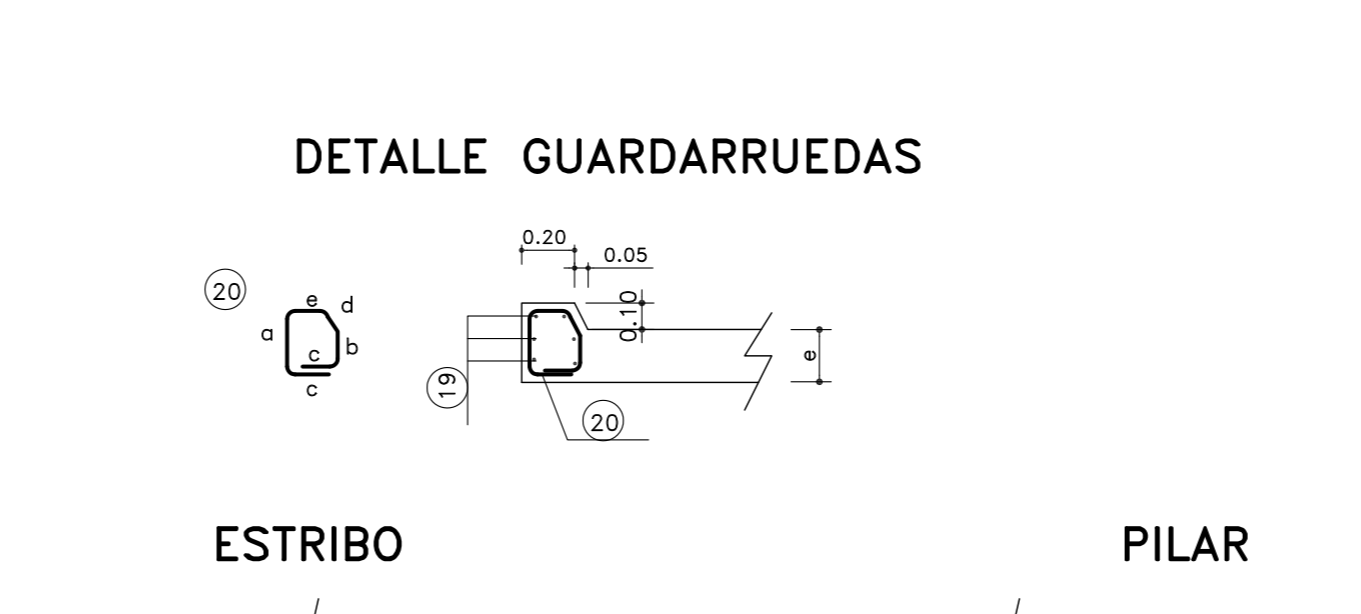 DETALLE GUARDARRUEDAS
0.20
0.05
20
e
d
a
b
c
c
0.10
e
19
20
ESTRIBO
PILAR